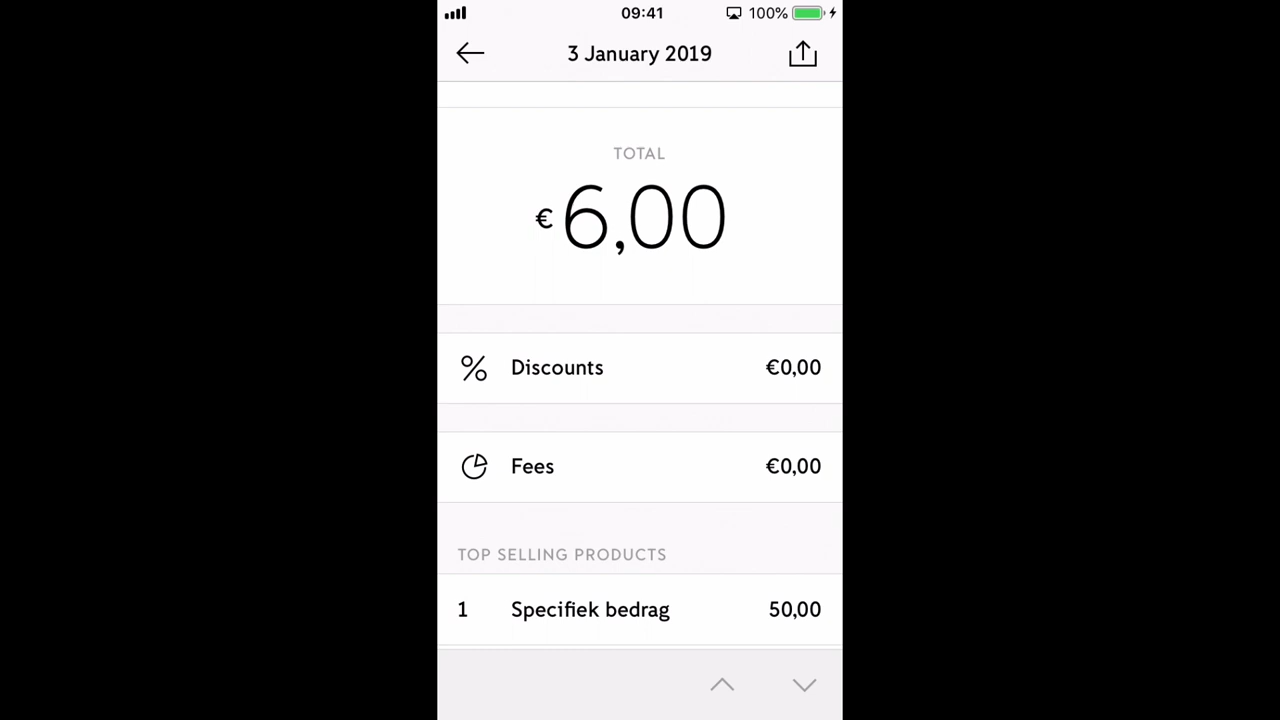 09:41
100%
3 January 2019
TOTAL
€6,00
Discounts €0,00
Fees €0,00
TOP SELLING PRODUCTS
1 Specifiek bedrag 50,00